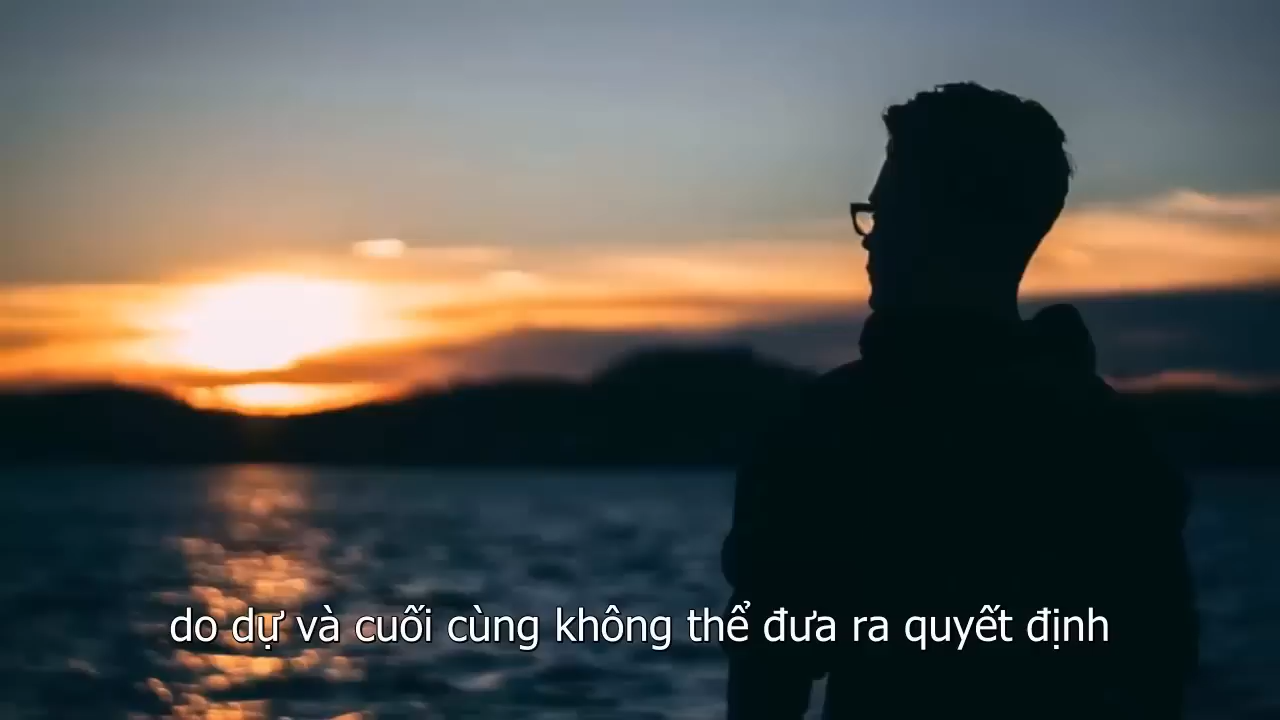 do dự và cuối cùng không thể đưa ra quyết định